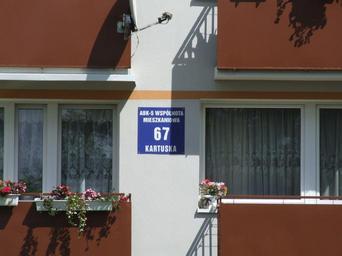 ABK-5 WSPÓLNOTA
MIESZKANIOWA
67
KARTUSKA